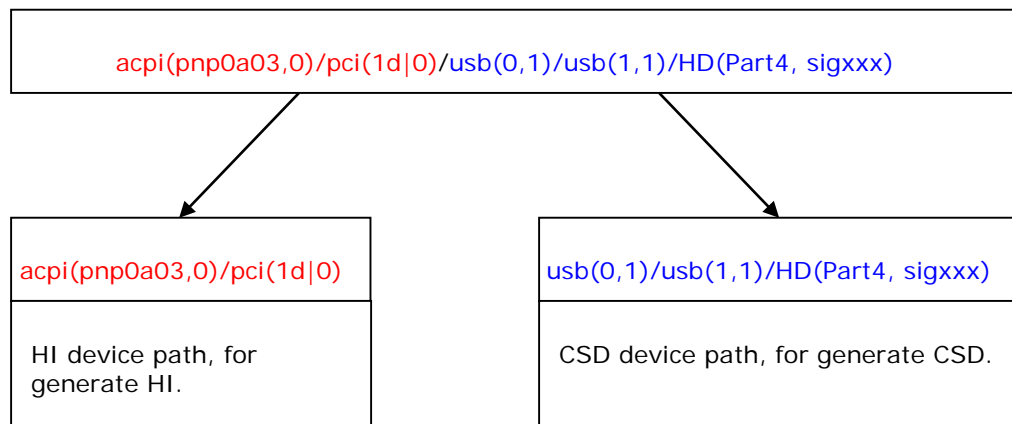 acpi(pnp0a03,0)/pci(1d|0)/usb(0,1)/usb(1,1)/HD(Part4, sigxxx)
acpi(pnp0a03,0)/pci(1d|0)
HI device path, for
generate HI.
usb(0,1)/usb(1,1)/HD(Part4, sigxxx)
CSD device path, for generate CSD.